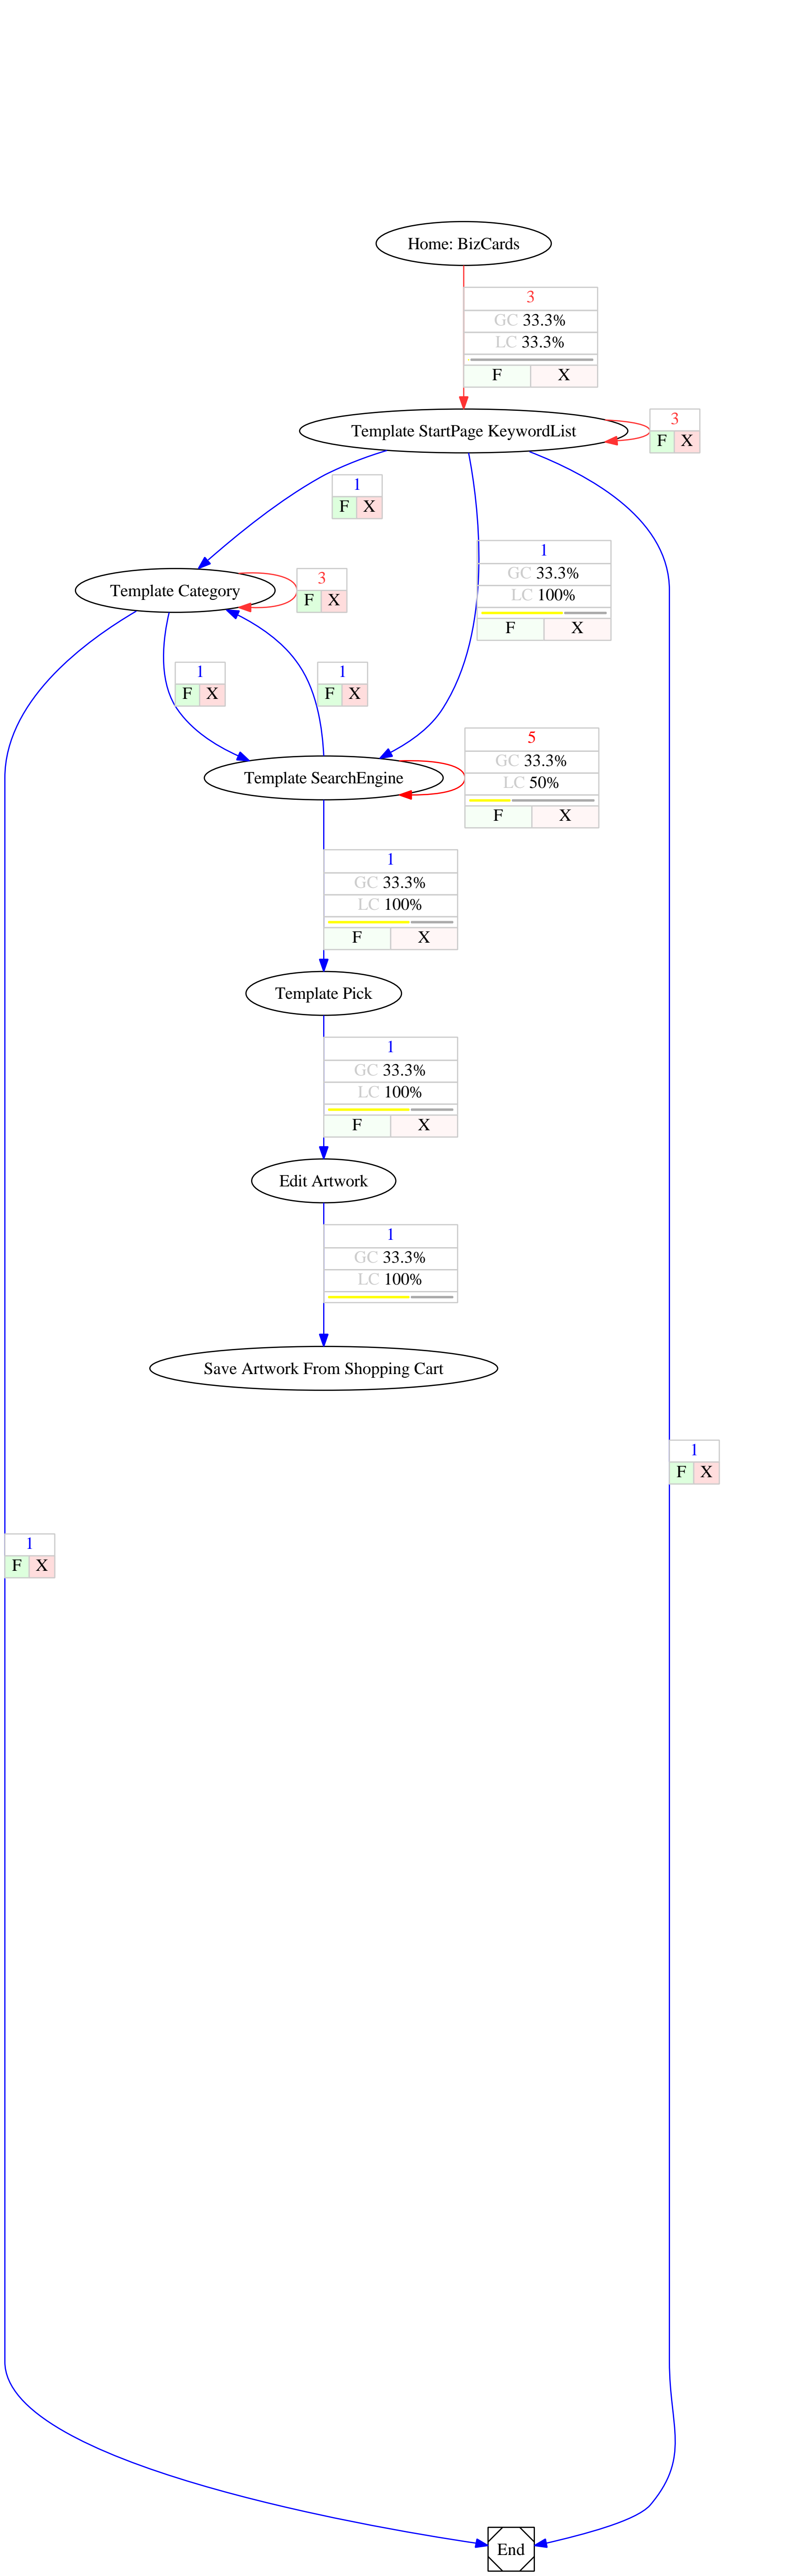 Home: BizCards
3
GC 33.3%
LC 33.3%
F X
Template StartPage KeywordList
3
F X
1
F X
1
GC 33.3%
LC 100%
F X
Template Category
3
F X
1
F X
1
F X
Template SearchEngine
5
GC 33.3%
LC 50%
F X
1
GC 33.3%
LC 100%
F X
Template Pick
1
GC 33.3%
LC 100%
F X
Edit Artwork
1
GC 33.3%
LC 100%
Save Artwork From Shopping Cart
1
F X
1
F X
End